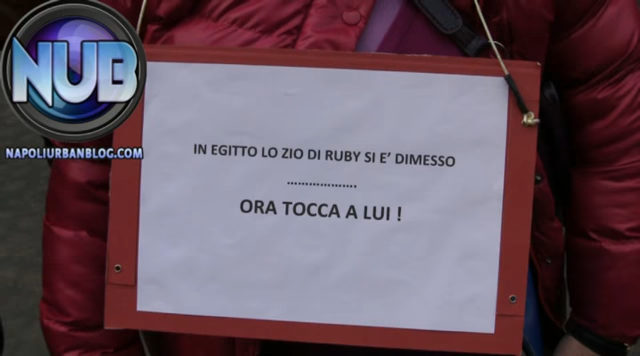 NUB
NAPOLIURBANBLOG.COM
IN EGITTO LO ZIO DI RUBY SI E' DIMESSO
....................
ORA TOCCA A LUI !